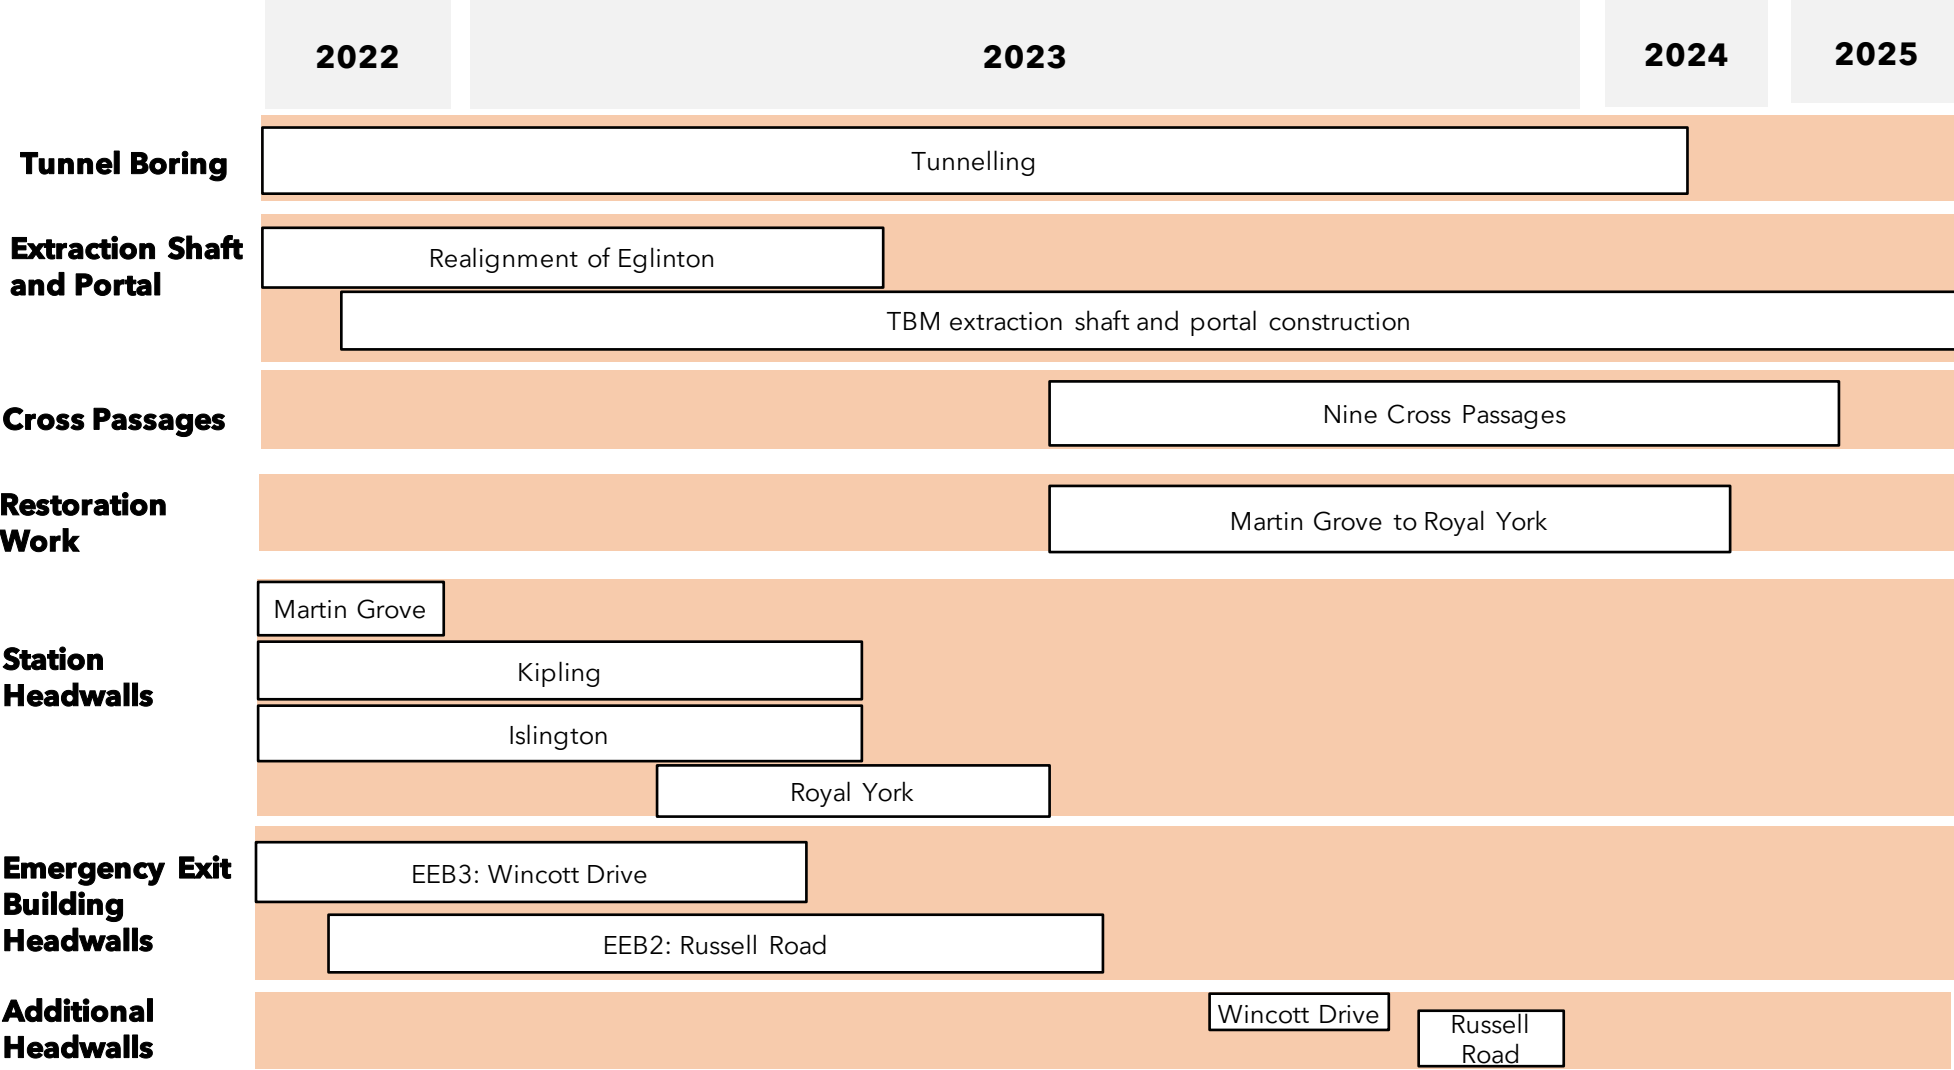 2022
2023
2024
2025
Tunnel Boring
Tunnelling
Extraction Shaft
and Portal
Realignment of Eglinton
TBM extraction shaft and portal construction
Cross Passages
Nine Cross Passages
Restoration
Work
Martin Grove to Royal York
Station
Headwalls
Martin Grove
Kipling
Islington
Royal York
Emergency Exit
Building
Headwalls
EEB3: Wincott Drive
EEB2: Russell Road
Additional
Headwalls
Wincott Drive
Russell
Road